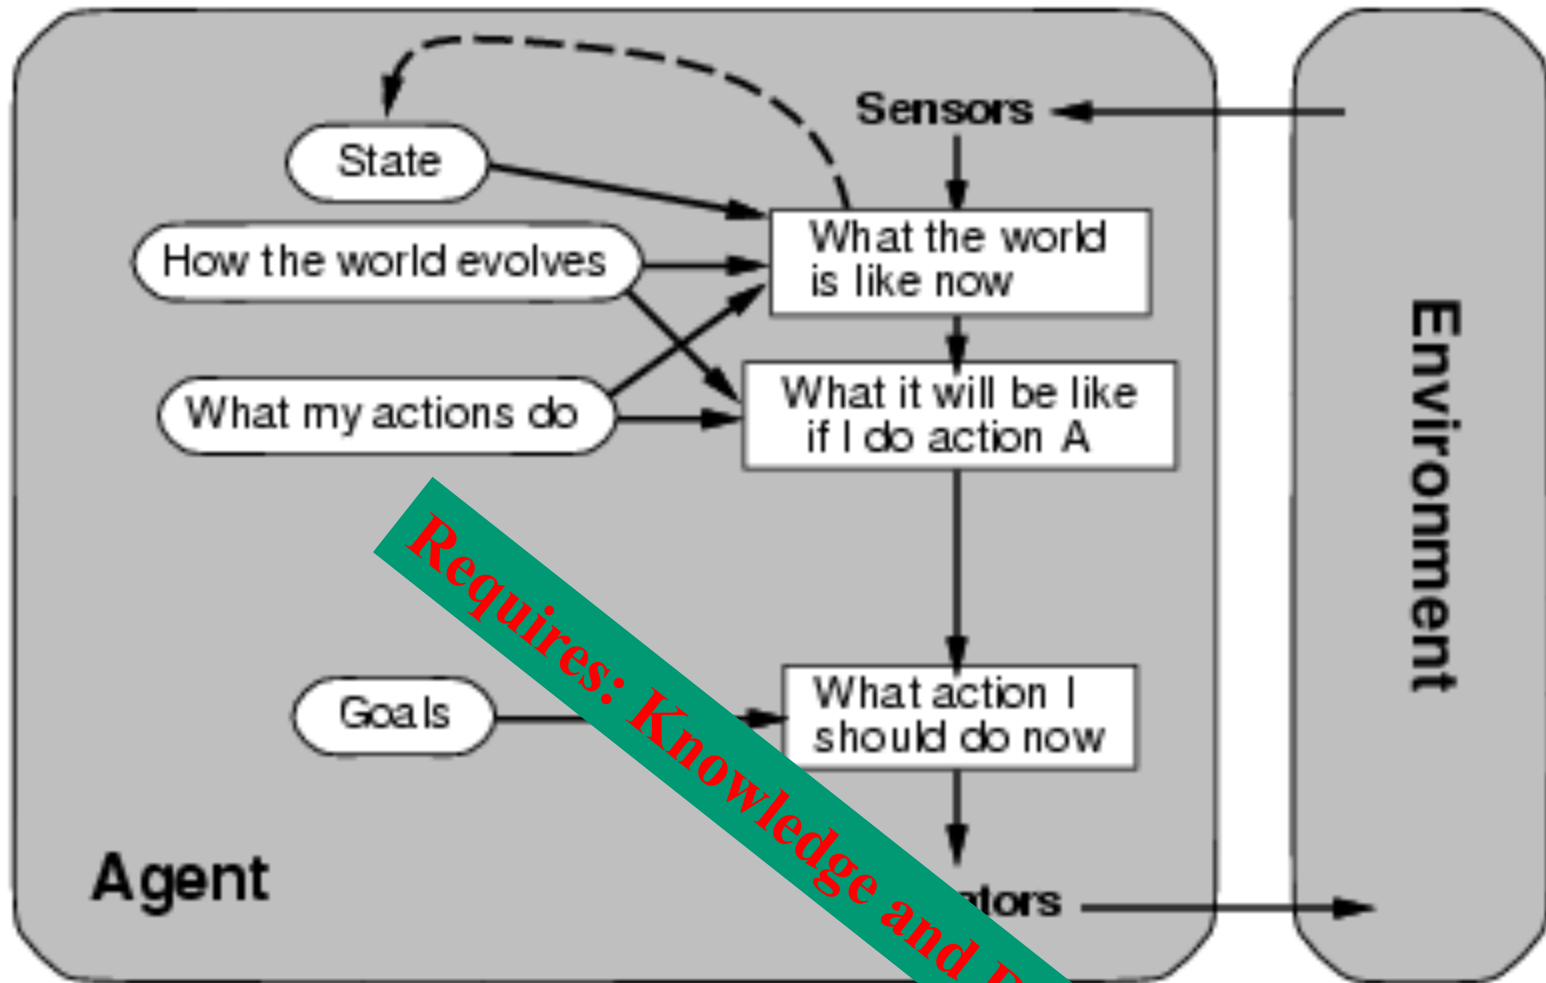 Sensors
State
What the world
is like now
How the world evolves
What it will be like
if I do action A
What my actions do
Environment
Requires: Knowledge and
Goals
What action I
should do now
Agent